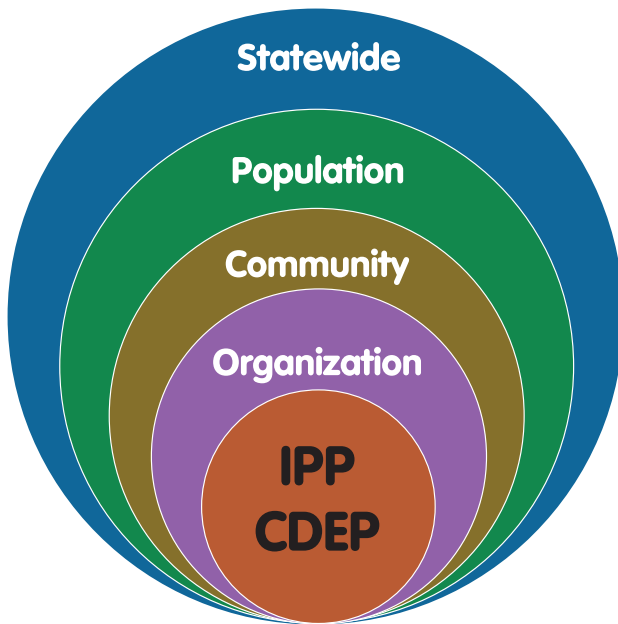 Statewide
Population
Community
Organization
IPP
CDEP